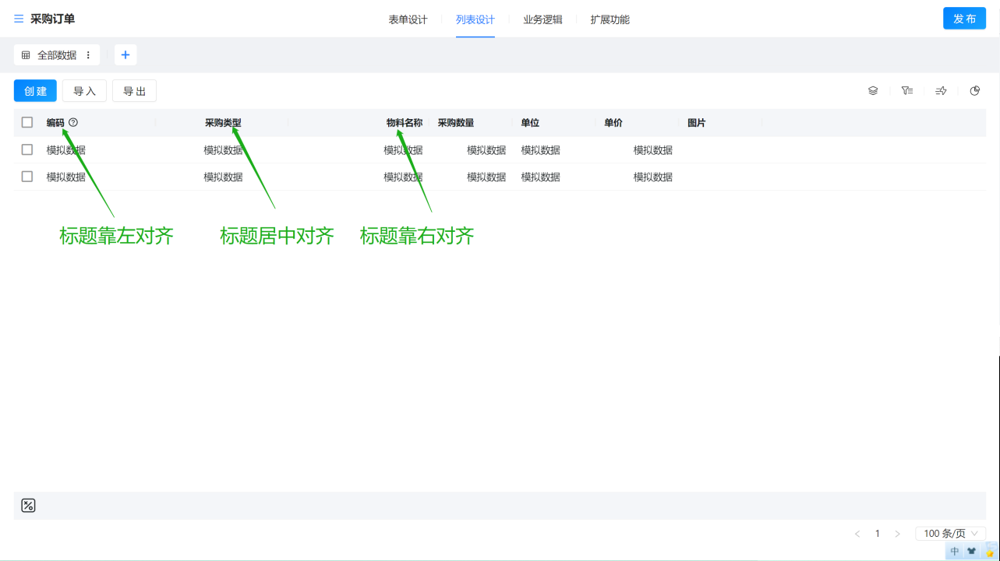 采购订单 表单设计 列表设计 业务逻辑 扩展功能 发布
全部数据
创建 导入 导出
编码 采购类型 物料名称 采购数量 单位 单价 图片
模拟数据 模拟数据 模拟数据 模拟数据 模拟数据 模拟数据
模拟数据 模拟数据 模拟数据 模拟数据 模拟数据 模拟数据
标题靠左对齐 标题居中对齐 标题靠右对齐
1 100 条/页
中